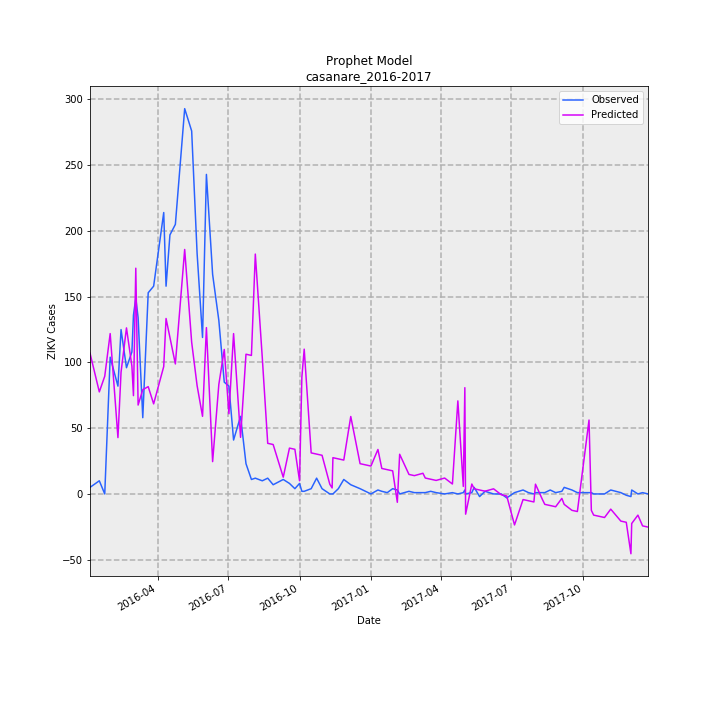 Prophet Model
casanare_2016-2017
Observed
Predicted
300
250
200
150
100
50
0
−50
ZIKV Cases
2016-04
2016-07
2016-10
2017-01
2017-04
2017-07
2017-10
Date